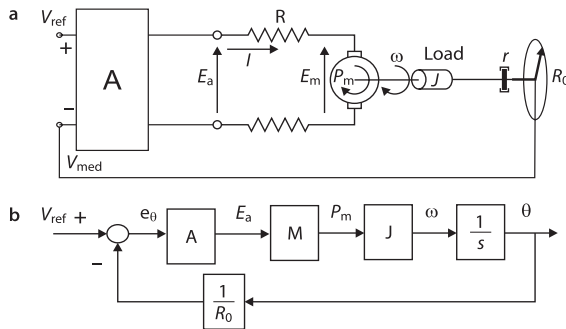 a
V_ref
+
A
−
V_med
R
I
E_a
E_m
P_m
ω
Load
J
r
R_0
b
V_ref +
−
e_θ
A
E_a
M
P_m
J
ω
1/s
θ
1/R_0